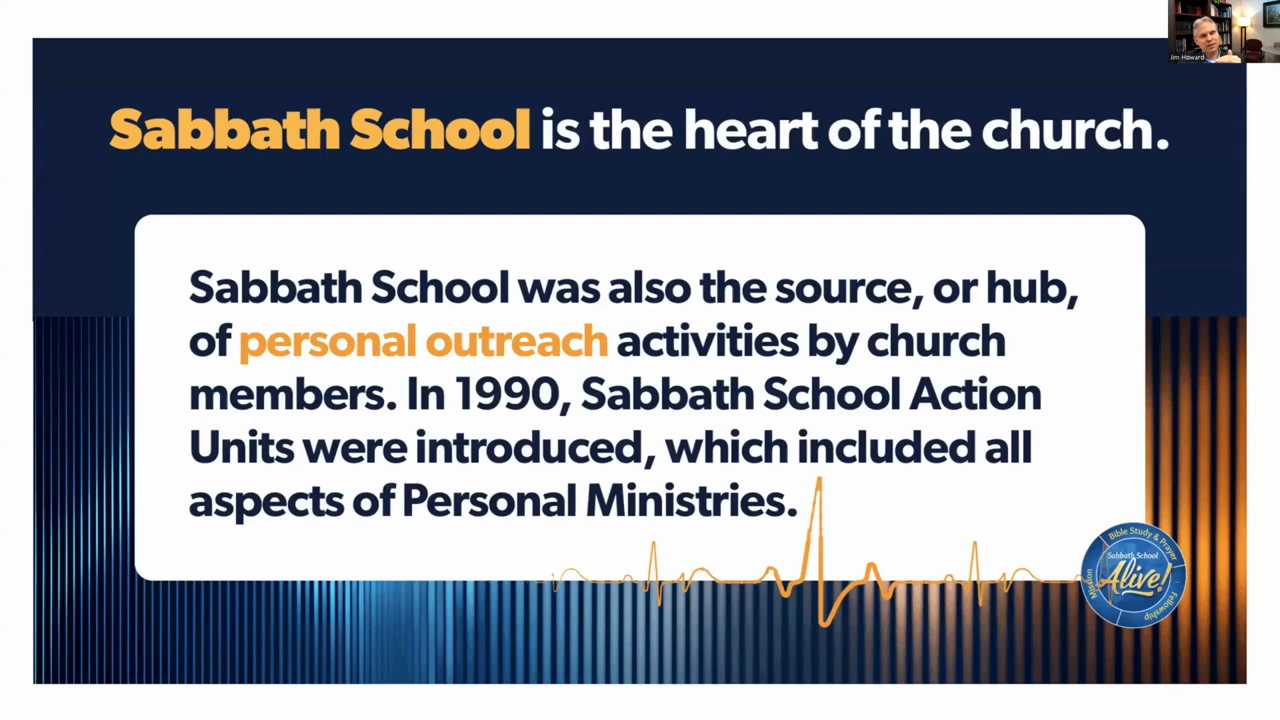 Jim Howard
Sabbath School is the heart of the church.
Sabbath School was also the source, or hub,
of personal outreach activities by church
members. In 1990, Sabbath School Action
Units were introduced, which included all
aspects of Personal Ministries.
Bible Study & Prayer
Sabbath School
Alive!
Mission
Fellowship